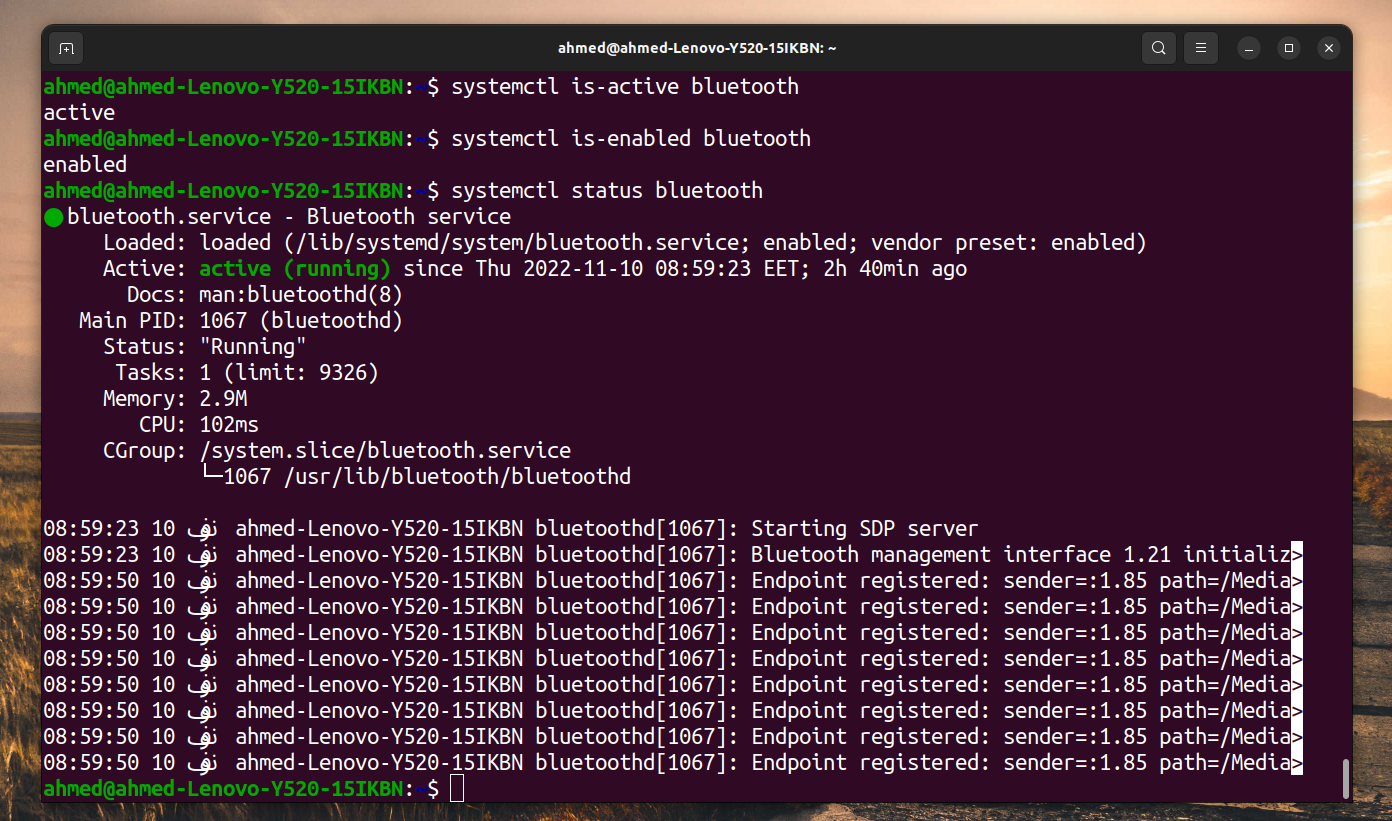 ahmed@ahmed-Lenovo-Y520-15IKBN: ~
ahmed@ahmed-Lenovo-Y520-15IKBN:~$ systemctl is-active bluetooth
active
ahmed@ahmed-Lenovo-Y520-15IKBN:~$ systemctl is-enabled bluetooth
enabled
ahmed@ahmed-Lenovo-Y520-15IKBN:~$ systemctl status bluetooth
● bluetooth.service - Bluetooth service
     Loaded: loaded (/lib/systemd/system/bluetooth.service; enabled; vendor preset: enabled)
     Active: active (running) since Thu 2022-11-10 08:59:23 EET; 2h 40min ago
       Docs: man:bluetoothd(8)
   Main PID: 1067 (bluetoothd)
     Status: "Running"
      Tasks: 1 (limit: 9326)
     Memory: 2.9M
        CPU: 102ms
     CGroup: /system.slice/bluetooth.service
             └─1067 /usr/lib/bluetooth/bluetoothd
08:59:23 10 نوف ahmed-Lenovo-Y520-15IKBN bluetoothd[1067]: Starting SDP server
08:59:23 10 نوف ahmed-Lenovo-Y520-15IKBN bluetoothd[1067]: Bluetooth management interface 1.21 initializ>
08:59:50 10 نوف ahmed-Lenovo-Y520-15IKBN bluetoothd[1067]: Endpoint registered: sender=:1.85 path=/Media>
08:59:50 10 نوف ahmed-Lenovo-Y520-15IKBN bluetoothd[1067]: Endpoint registered: sender=:1.85 path=/Media>
08:59:50 10 نوف ahmed-Lenovo-Y520-15IKBN bluetoothd[1067]: Endpoint registered: sender=:1.85 path=/Media>
08:59:50 10 نوف ahmed-Lenovo-Y520-15IKBN bluetoothd[1067]: Endpoint registered: sender=:1.85 path=/Media>
08:59:50 10 نوف ahmed-Lenovo-Y520-15IKBN bluetoothd[1067]: Endpoint registered: sender=:1.85 path=/Media>
08:59:50 10 نوف ahmed-Lenovo-Y520-15IKBN bluetoothd[1067]: Endpoint registered: sender=:1.85 path=/Media>
08:59:50 10 نوف ahmed-Lenovo-Y520-15IKBN bluetoothd[1067]: Endpoint registered: sender=:1.85 path=/Media>
08:59:50 10 نوف ahmed-Lenovo-Y520-15IKBN bluetoothd[1067]: Endpoint registered: sender=:1.85 path=/Media>
ahmed@ahmed-Lenovo-Y520-15IKBN:~$